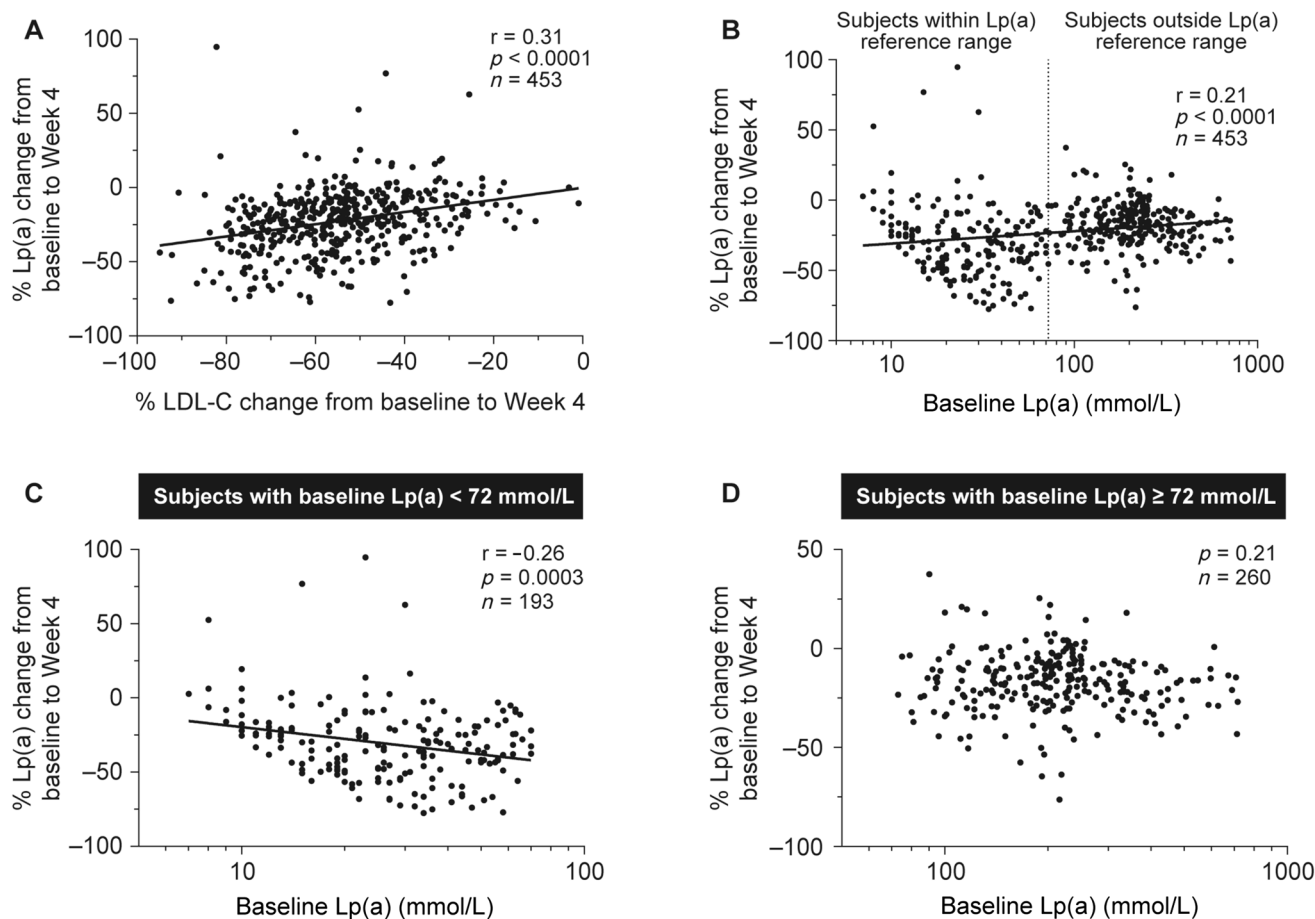 A
% Lp(a) change from
baseline to Week 4
100
50
0
–50
–100
r = 0.31
p < 0.0001
n = 453
–100
–80
–60
–40
–20
0
% LDL-C change from baseline to Week 4
B
Subjects within Lp(a)
reference range
Subjects outside Lp(a)
reference range
% Lp(a) change from
baseline to Week 4
100
50
0
–50
–100
r = 0.21
p < 0.0001
n = 453
10
100
1000
Baseline Lp(a) (mmol/L)
C
Subjects with baseline Lp(a) < 72 mmol/L
% Lp(a) change from
baseline to Week 4
100
50
0
–50
–100
r = –0.26
p = 0.0003
n = 193
10
100
Baseline Lp(a) (mmol/L)
D
Subjects with baseline Lp(a) ≥ 72 mmol/L
% Lp(a) change from
baseline to Week 4
50
0
–50
–100
p = 0.21
n = 260
100
200
1000
Baseline Lp(a) (mmol/L)